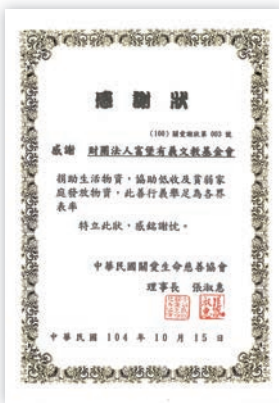 感謝狀
(100)關愛謝狀第 003 號
感謝 財團法人富堡有義文教基金會
捐助生活物資，協助低收及貧弱家
庭發放物資，此善行義舉足為各界
表率
特立此狀，感銘謝忱。
中華民國關愛生命慈善協會
理事長 張淑惠
中華民國 104 年 10 月 15 日